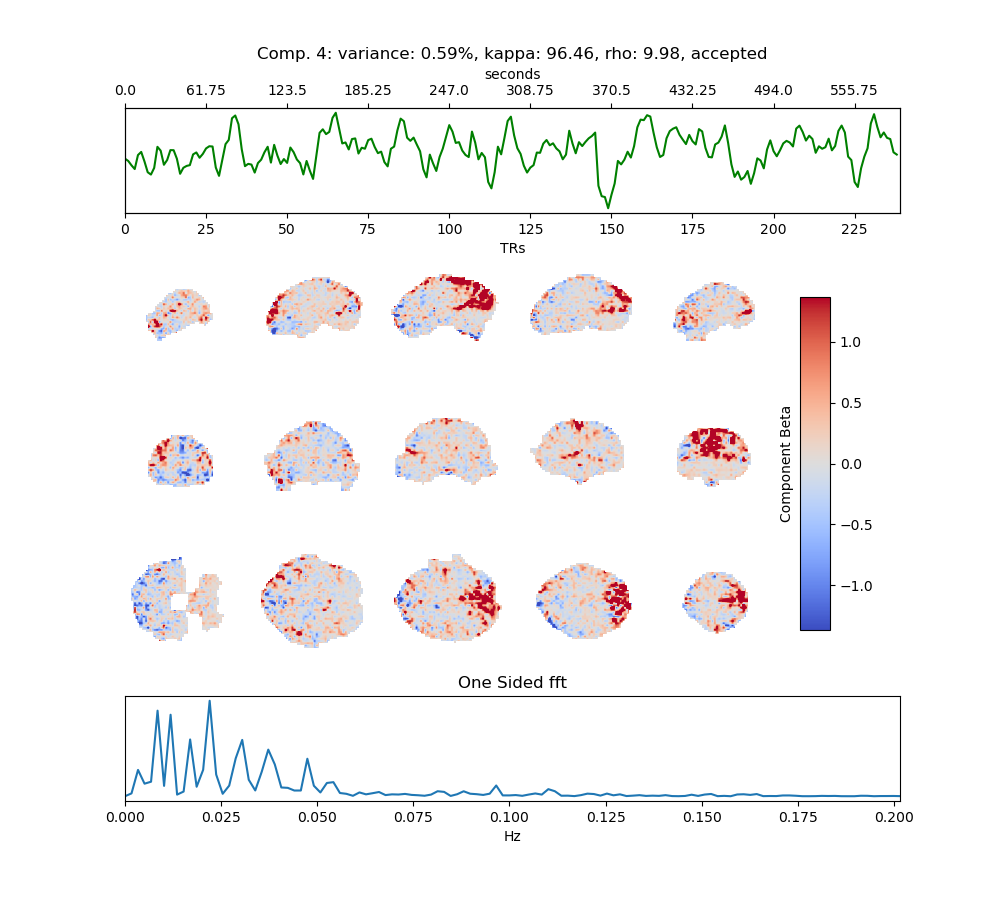 Comp. 4: variance: 0.59%, kappa: 96.46, rho: 9.98, accepted
seconds
0.0 61.75 123.5 185.25 247.0 308.75 370.5 432.25 494.0 555.75
0 25 50 75 100 125 150 175 200 225
TRs
Component Beta
1.0
0.5
0.0
−0.5
−1.0
One Sided fft
0.000 0.025 0.050 0.075 0.100 0.125 0.150 0.175 0.200
Hz